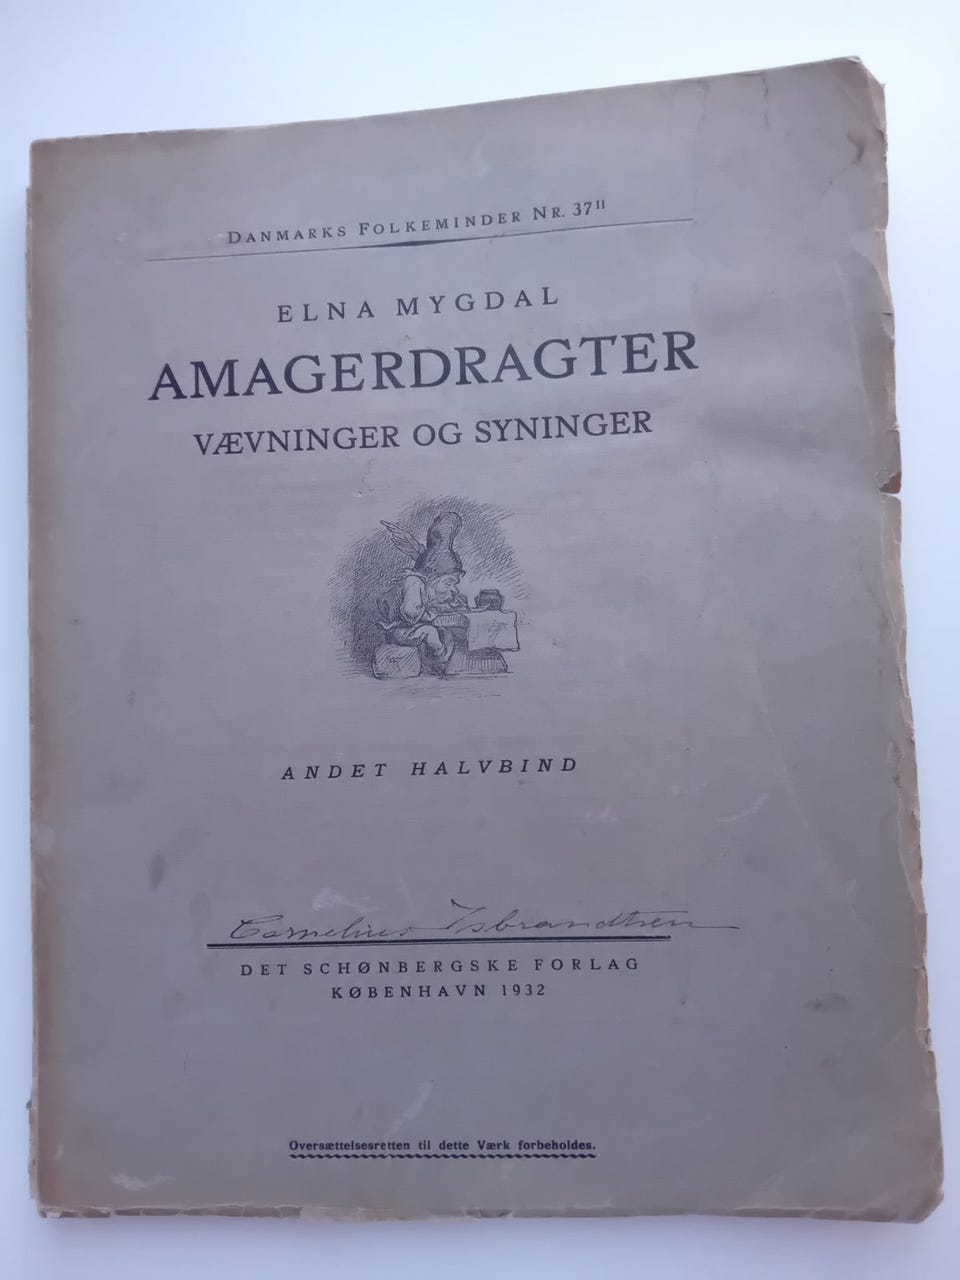 DANMARKS FOLKEMINDER NR. 37II
ELNA MYGDAL
AMAGERDRAGTER
VÆVNINGER OG SYNINGER
ANDET HALVBIND
Cornelius Isbrandtsen
DET SCHØNBERGSKE FORLAG
KØBENHAVN 1932
Oversættelsesretten til dette Værk forbeholdes.